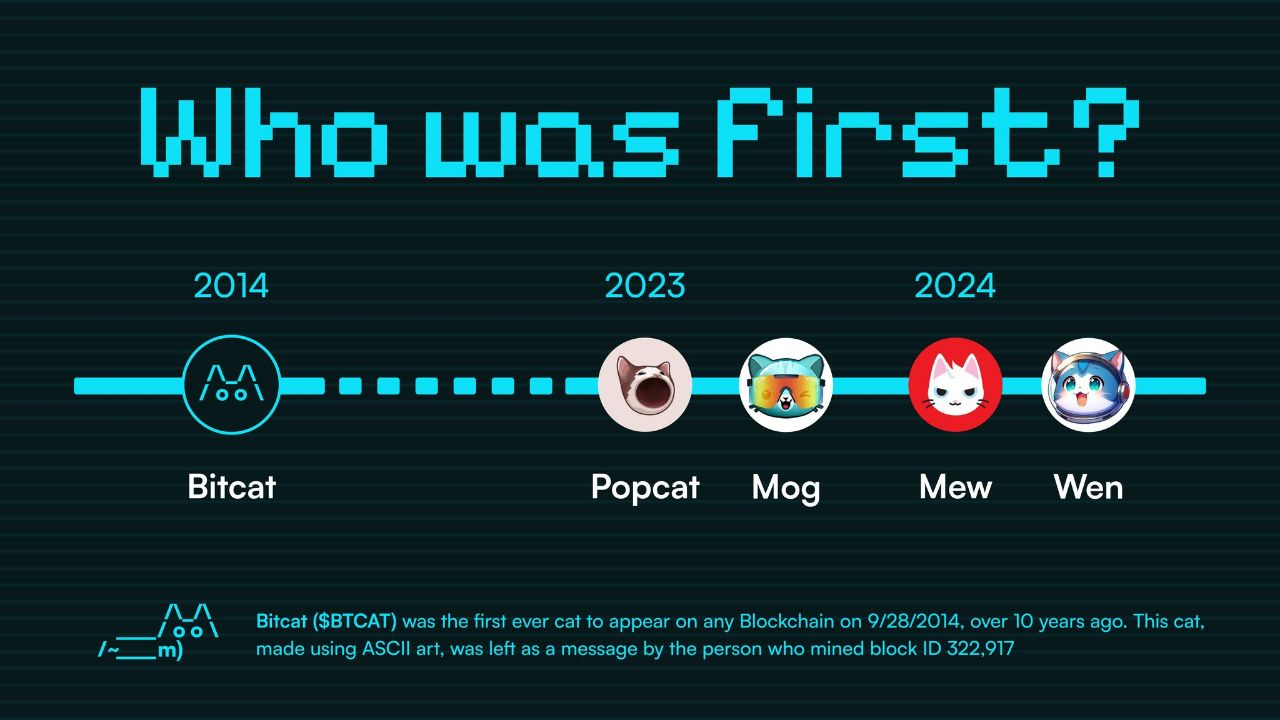 Who was first?
2014 2023 2024
/\_/\
/ o o \
Bitcat Popcat Mog Mew Wen
/\_/\
____/ o o \
/~____m)
Bitcat ($BTCAT) was the first ever cat to appear on any Blockchain on 9/28/2014, over 10 years ago. This cat,
made using ASCII art, was left as a message by the person who mined block ID 322,917